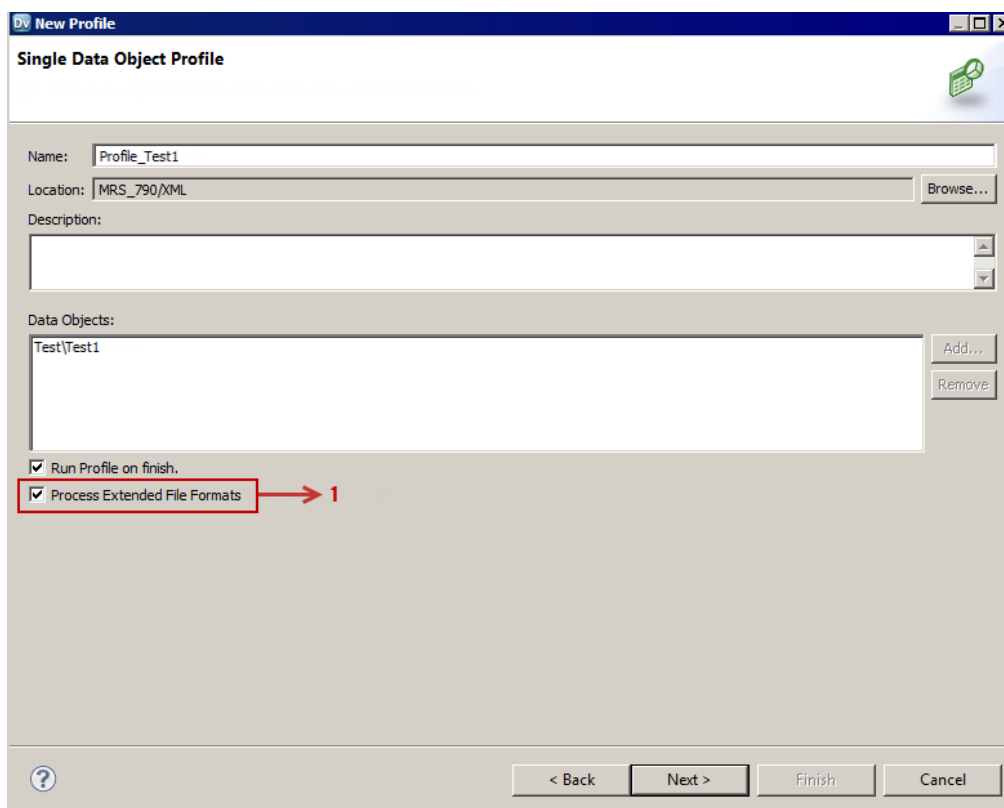 Dv New Profile
Single Data Object Profile
Name: Profile_Test1
Location: MRS_790/XML Browse...
Description:
Data Objects:
Test\Test1
Add...
Remove
Run Profile on finish.
Process Extended File Formats 1
? < Back Next > Finish Cancel